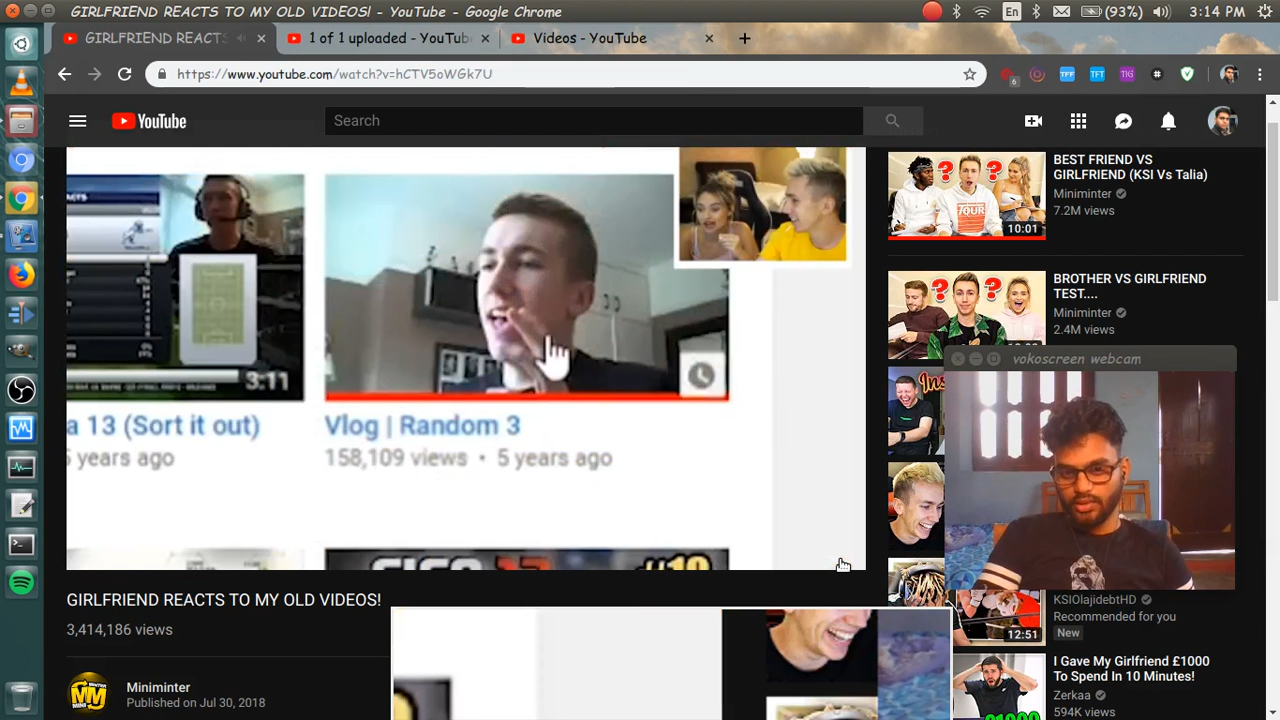 GIRLFRIEND REACTS TO MY OLD VIDEOS! - YouTube - Google Chrome
En
(93%)
3:14 PM
GIRLFRIEND REACTS
1 of 1 uploaded - YouTub
Videos - YouTube
https://www.youtube.com/watch?v=hCTV5oWGk7U
6
TFF
TFT
TIG
YouTube
Search
3:11
a 13 (Sort it out)
years ago
Vlog | Random 3
158,109 views • 5 years ago
#10
GIRLFRIEND REACTS TO MY OLD VIDEOS!
3,414,186 views
Miniminter
Published on Jul 30, 2018
BEST FRIEND VS
GIRLFRIEND (KSI Vs Talia)
Miniminter
7.2M views
10:01
BROTHER VS GIRLFRIEND
TEST....
Miniminter
2.4M views
vokoscreen webcam
KSIOlajidebtHD
Recommended for you
New
12:51
I Gave My Girlfriend £1000
To Spend In 10 Minutes!
Zerkaa
594K views